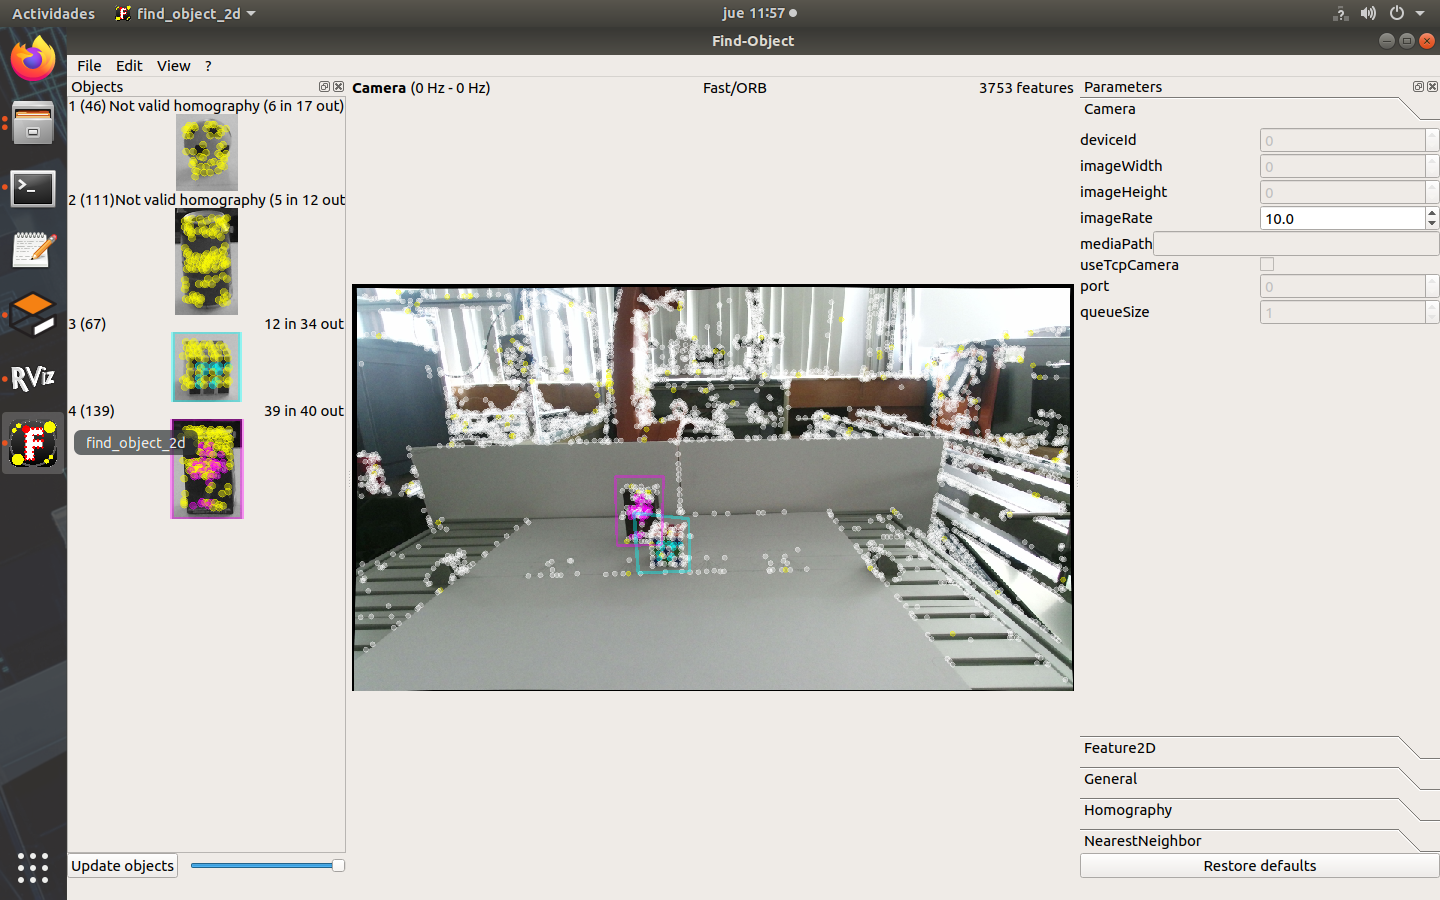 Actividades find_object_2d jue 11:57
Find-Object
File Edit View ?
Objects
1 (46) Not valid homography (6 in 17 out)
2 (111)Not valid homography (5 in 12 out
3 (67) 12 in 34 out
4 (139) 39 in 40 out
find_object_2d
Update objects
Camera (0 Hz - 0 Hz) Fast/ORB 3753 features
Parameters
Camera
deviceId 0
imageWidth 0
imageHeight 0
imageRate 10.0
mediaPath
useTcpCamera
port 0
queueSize 1
Feature2D
General
Homography
NearestNeighbor
Restore defaults
RViz
F